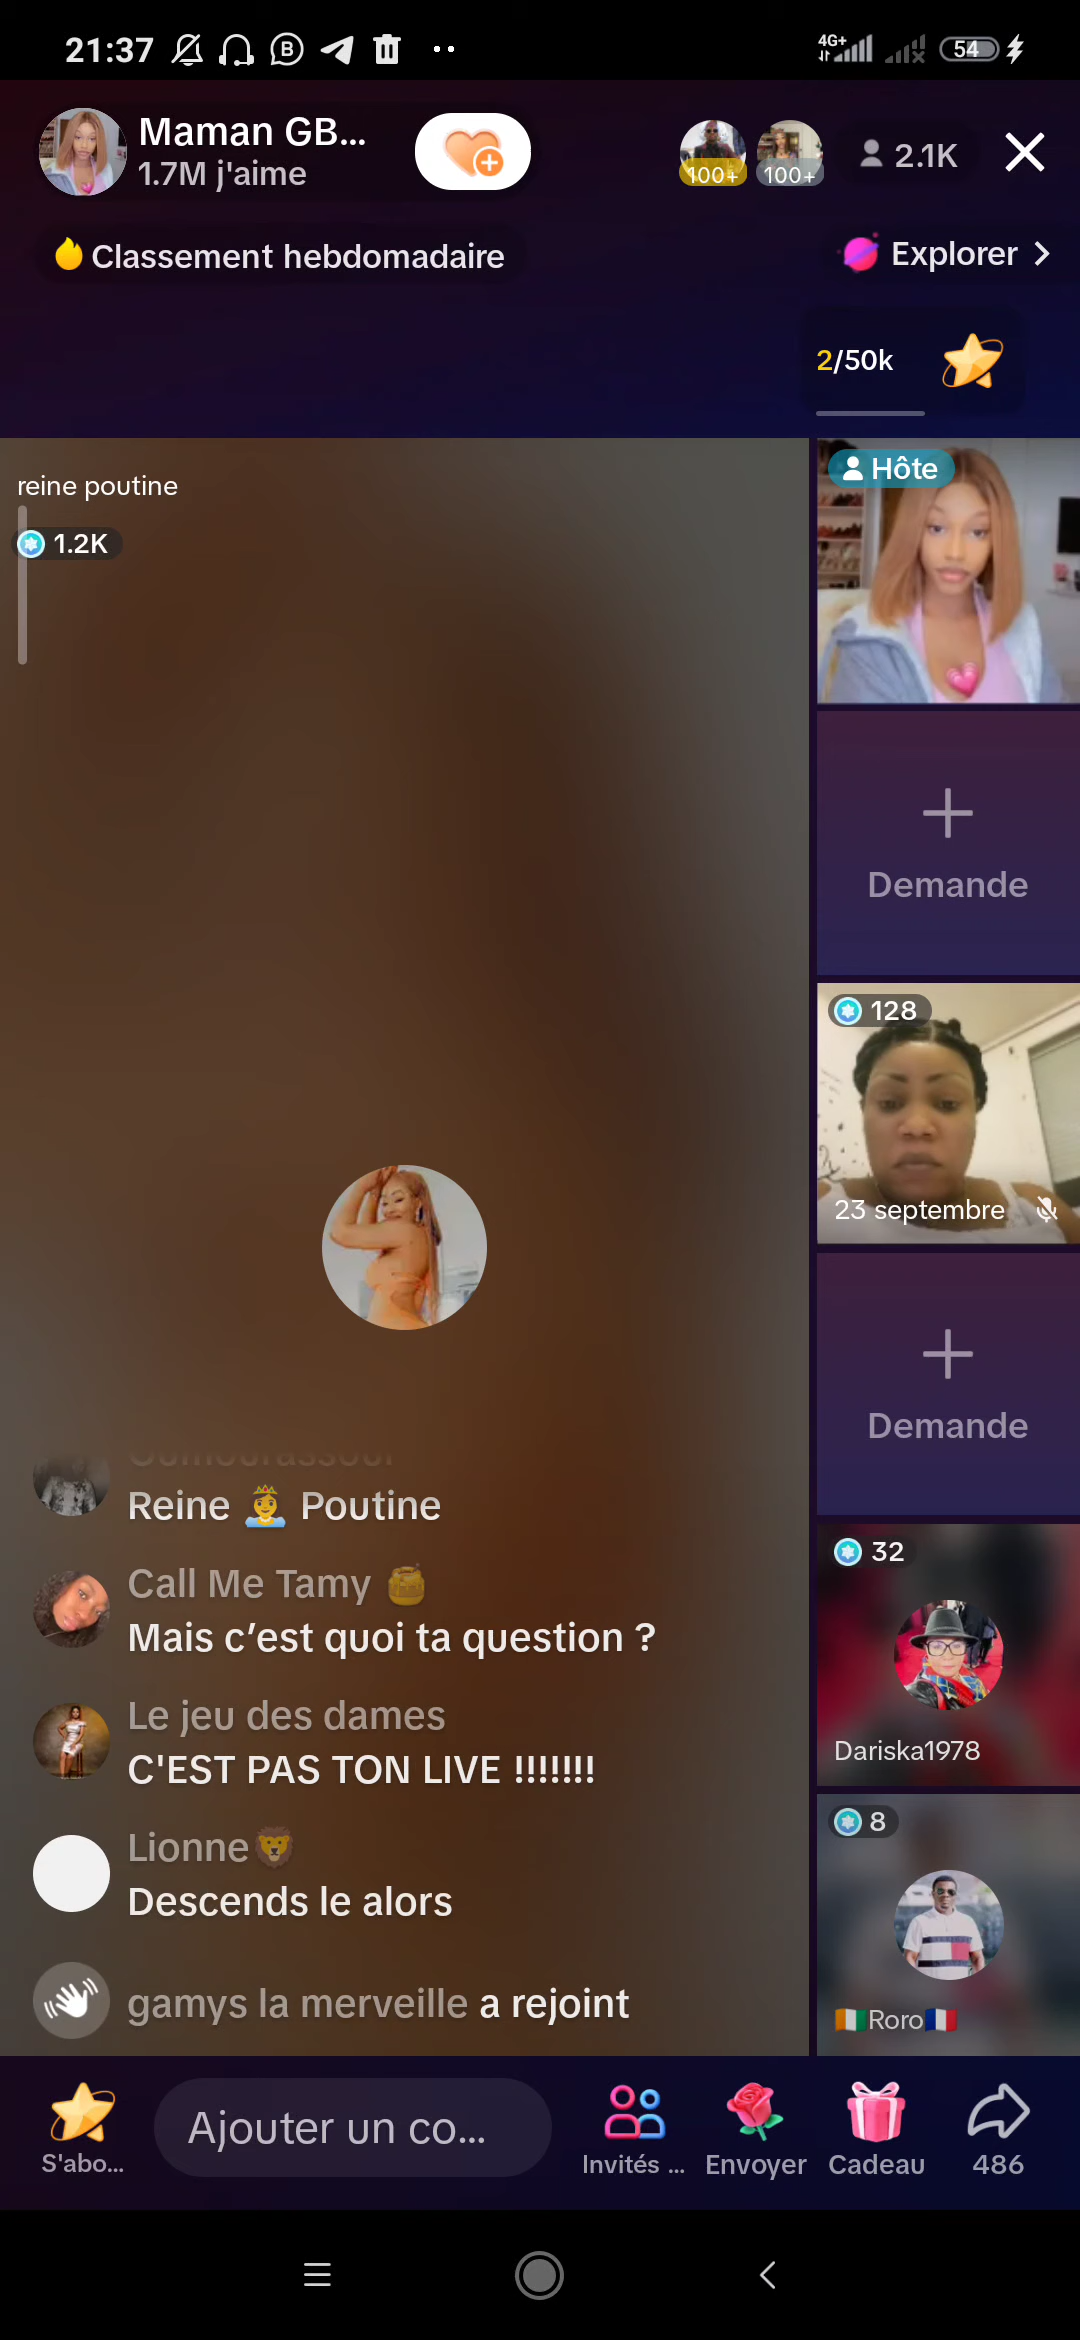 21:37
4G+
54
Maman GB...
1.7M j'aime
100+
100+
2.1K
Classement hebdomadaire
Explorer
2/50k
reine poutine
1.2K
Hôte
Demande
128
23 septembre
Demande
Reine 👸 Poutine
Call Me Tamy 🍯
Mais c’est quoi ta question ?
Le jeu des dames
C'EST PAS TON LIVE !!!!!!!
Lionne🦁
Descends le alors
gamys la merveille a rejoint
32
Dariska1978
8
🇨🇮Roro🇫🇷
S'abo...
Ajouter un co...
Invités ...
Envoyer
Cadeau
486